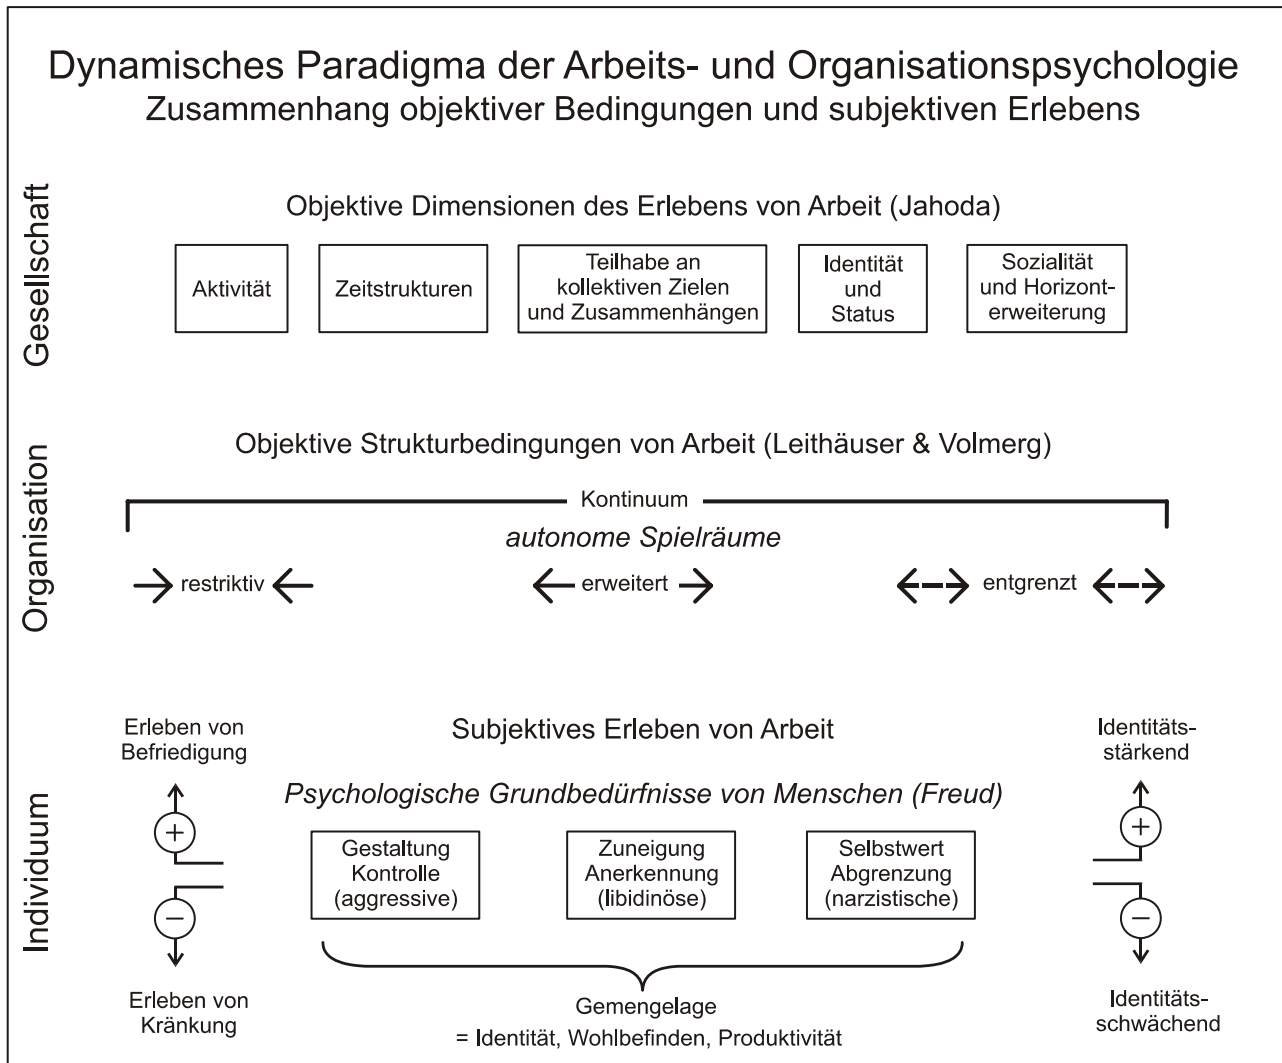 Dynamisches Paradigma der Arbeits- und Organisationspsychologie
Zusammenhang objektiver Bedingungen und subjektiven Erlebens
Gesellschaft
Objektive Dimensionen des Erlebens von Arbeit (Jahoda)
Aktivität
Zeitstrukturen
Teilhabe an
kollektiven Zielen
und Zusammenhängen
Identität
und
Status
Sozialität
und Horizont-
erweiterung
Organisation
Objektive Strukturbedingungen von Arbeit (Leithäuser & Volmerg)
Kontinuum
autonome Spielräume
restriktiv
erweitert
entgrenzt
Individuum
Erleben von
Befriedigung
+
−
Erleben von
Kränkung
Subjektives Erleben von Arbeit
Psychologische Grundbedürfnisse von Menschen (Freud)
Gestaltung
Kontrolle
(aggressive)
Zuneigung
Anerkennung
(libidinöse)
Selbstwert
Abgrenzung
(narzistische)
Gemengelage
= Identität, Wohlbefinden, Produktivität
Identitäts-
stärkend
+
−
Identitäts-
schwächend